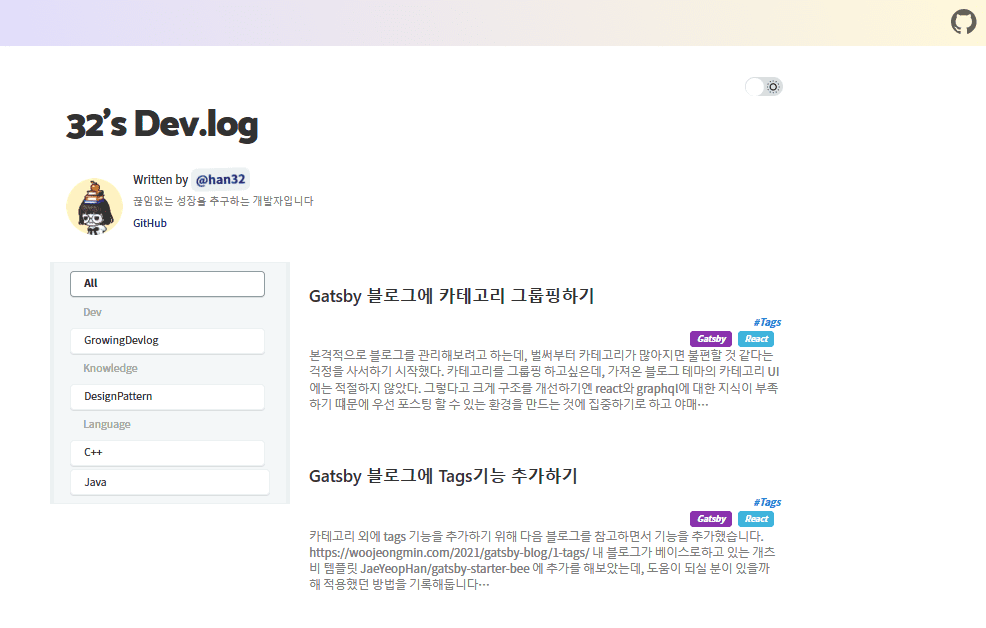 32's Dev.log
Written by @han32
끊임없는 성장을 추구하는 개발자입니다
GitHub
All
Dev
GrowingDevlog
Knowledge
DesignPattern
Language
C++
Java
Gatsby 블로그에 카테고리 그룹핑하기
#Tags
Gatsby React
본격적으로 블로그를 관리해보려고 하는데, 벌써부터 카테고리가 많아지면 불편할 것 같다는
걱정을 사서하기 시작했다. 카테고리를 그룹핑 하고싶은데, 가져온 블로그 테마의 카테고리 UI
에는 적절하지 않았다. 그렇다고 크게 구조를 개선하기엔 react와 graphql에 대한 지식이 부족
하기 때문에 우선 포스팅 할 수 있는 환경을 만드는 것에 집중하기로 하고 야매…
Gatsby 블로그에 Tags기능 추가하기
#Tags
Gatsby React
카테고리 외에 tags 기능을 추가하기 위해 다음 블로그를 참고하면서 기능을 추가했습니다.
https://woojeongmin.com/2021/gatsby-blog/1-tags/ 내 블로그가 베이스로하고 있는 개츠
비 템플릿 JaeYeopHan/gatsby-starter-bee 에 추가를 해보았는데, 도움이 되실 분이 있을까
해 적용했던 방법을 기록해둡니다…